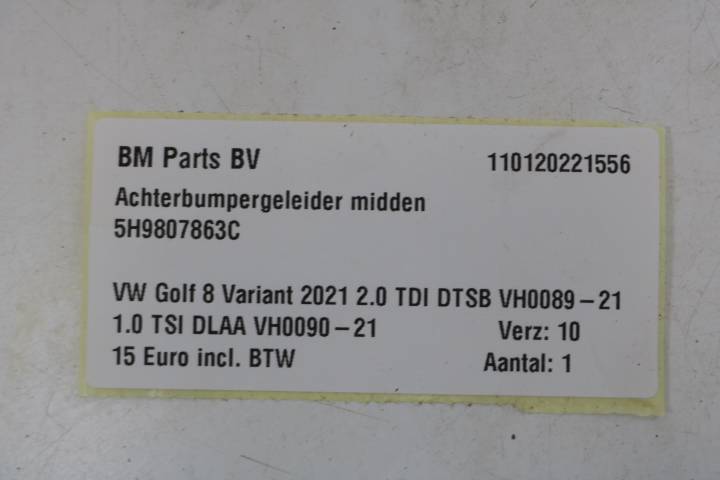 BM Parts BV 110120221556
Achterbumpergeleider midden
5H9807863C
VW Golf 8 Variant 2021 2.0 TDI DTSB VH0089-21
1.0 TSI DLAA VH0090-21 Verz: 10
15 Euro incl. BTW Aantal: 1